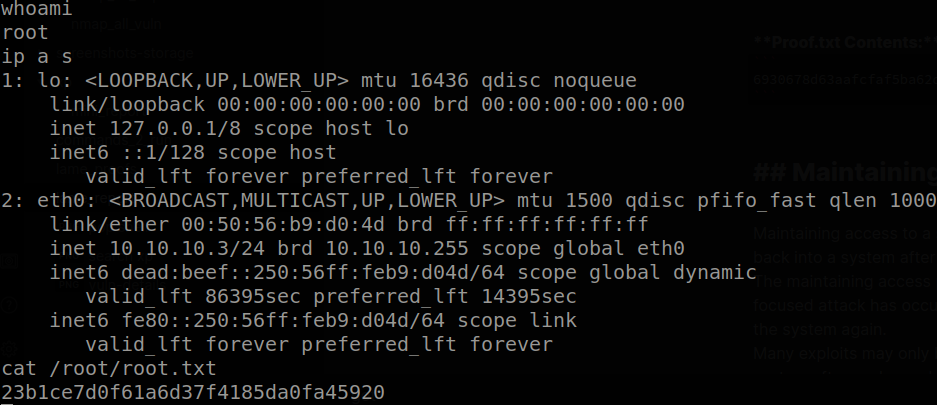 whoami
root
ip a s
1: lo: <LOOPBACK,UP,LOWER_UP> mtu 16436 qdisc noqueue
    link/loopback 00:00:00:00:00:00 brd 00:00:00:00:00:00
    inet 127.0.0.1/8 scope host lo
    inet6 ::1/128 scope host
       valid_lft forever preferred_lft forever
2: eth0: <BROADCAST,MULTICAST,UP,LOWER_UP> mtu 1500 qdisc pfifo_fast qlen 1000
    link/ether 00:50:56:b9:d0:4d brd ff:ff:ff:ff:ff:ff
    inet 10.10.10.3/24 brd 10.10.10.255 scope global eth0
    inet6 dead:beef::250:56ff:feb9:d04d/64 scope global dynamic
       valid_lft 86395sec preferred_lft 14395sec
    inet6 fe80::250:56ff:feb9:d04d/64 scope link
       valid_lft forever preferred_lft forever
cat /root/root.txt
23b1ce7d0f61a6d37f4185da0fa45920
**Proof.txt Contents:**
## Maintaining
Maintaining access to a
back into a system after
The maintaining access
focused attack has occu
the system again.
Many exploits may only